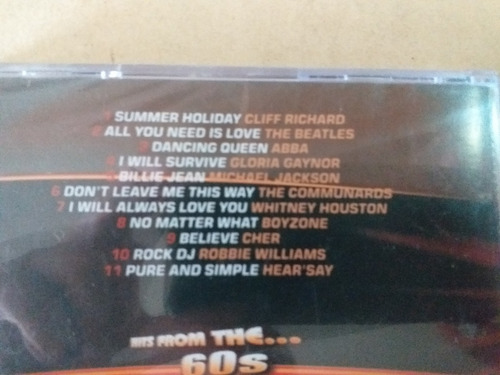 1 SUMMER HOLIDAY CLIFF RICHARD
2 ALL YOU NEED IS LOVE THE BEATLES
3 DANCING QUEEN ABBA
4 I WILL SURVIVE GLORIA GAYNOR
5 BILLIE JEAN MICHAEL JACKSON
6 DON'T LEAVE ME THIS WAY THE COMMUNARDS
7 I WILL ALWAYS LOVE YOU WHITNEY HOUSTON
8 NO MATTER WHAT BOYZONE
9 BELIEVE CHER
10 ROCK DJ ROBBIE WILLIAMS
11 PURE AND SIMPLE HEAR'SAY
HITS FROM THE...
60s